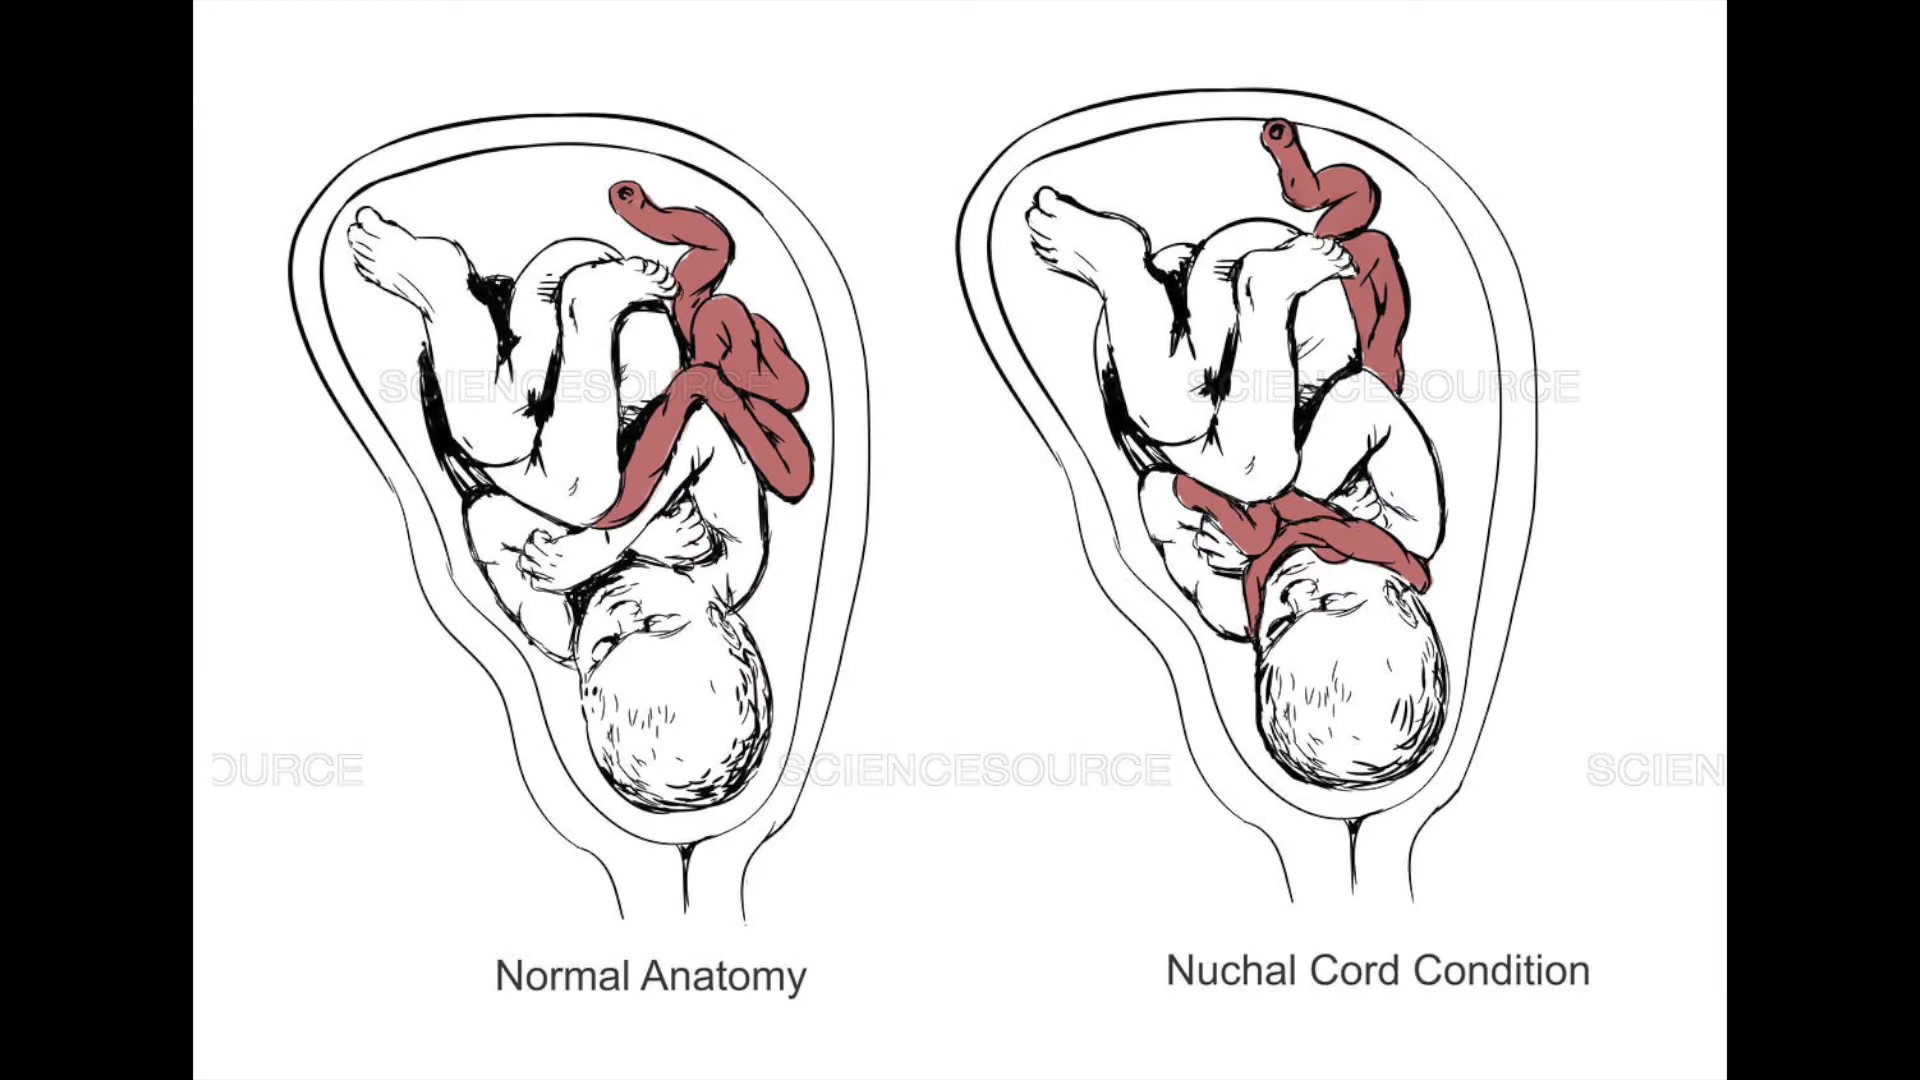 SCIENCESOURCE
SCIENCESOURCE
OURCE
SCIENCESOURCE
SCIEN
Normal Anatomy
Nuchal Cord Condition